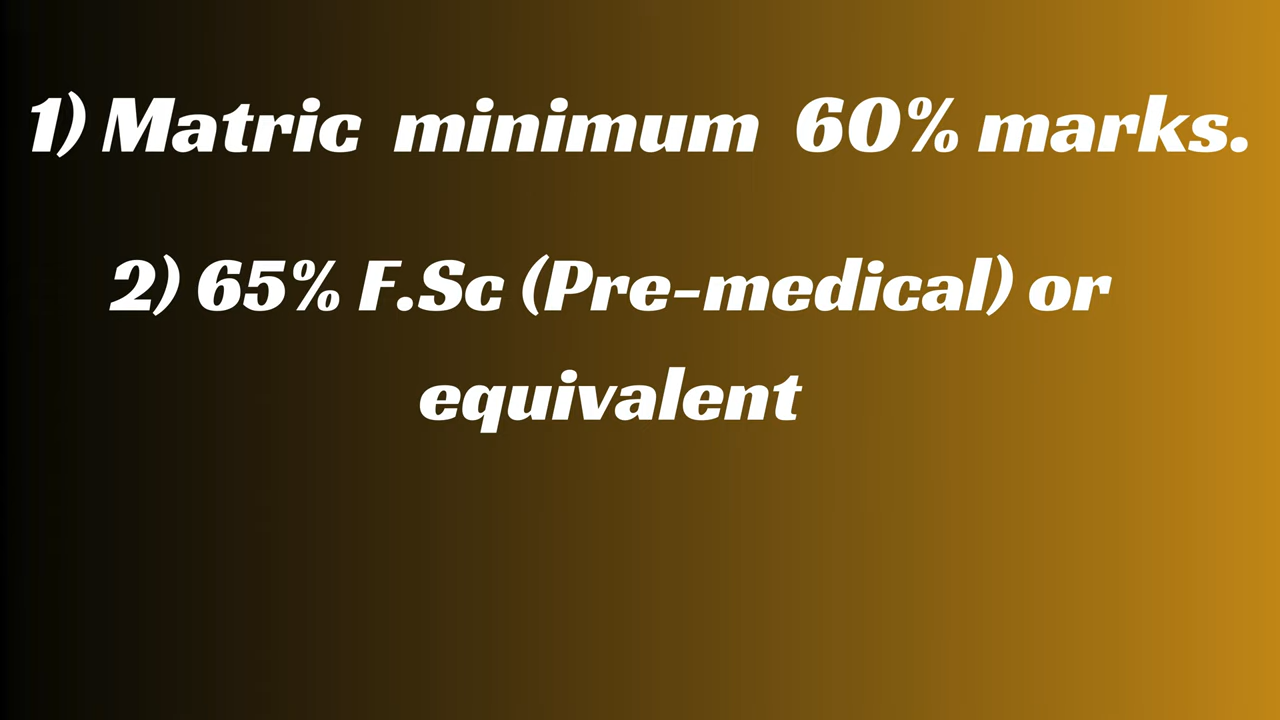 1) Matric minimum 60% marks.
2) 65% F.Sc (Pre-medical) or
equivalent